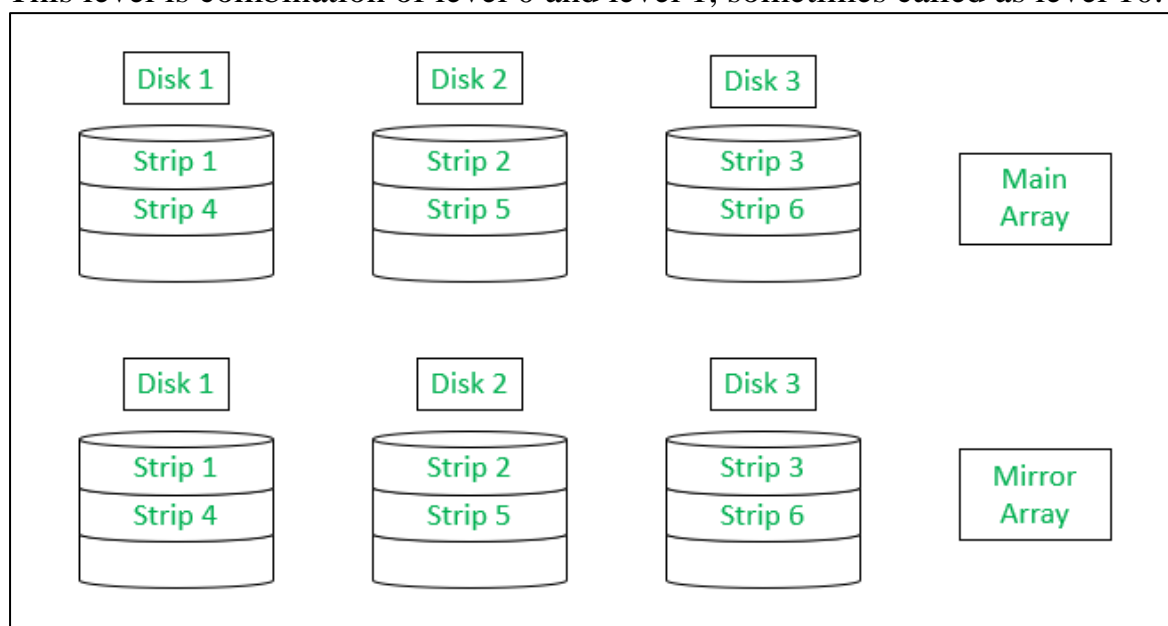 This level is combination of level 0 and level 1, sometimes called as level 10.
Disk 1 Disk 2 Disk 3
Strip 1 Strip 2 Strip 3
Main
Strip 4 Strip 5 Strip 6
Array
Disk 1 Disk 2 Disk 3
Strip 1 Strip 2 Strip 3
Mirror
Strip 4 Strip 5 Strip 6
Array